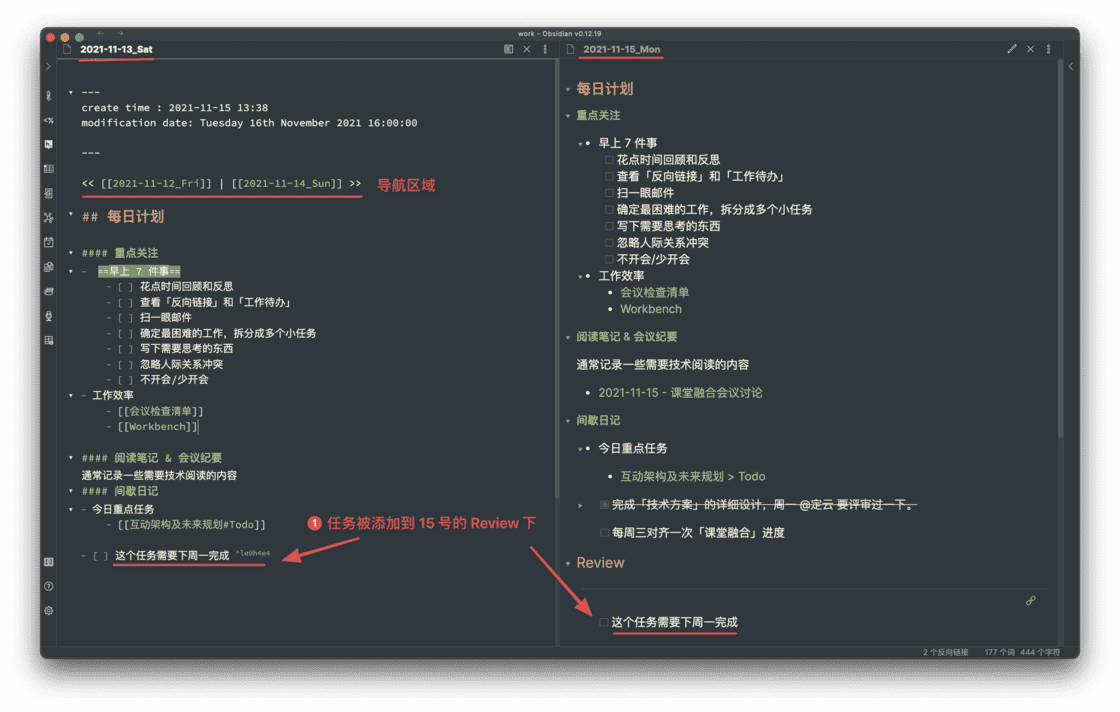 work - Obsidian v0.12.19
2021-11-13_Sat
---
create time : 2021-11-15 13:38
modification date: Tuesday 16th November 2021 16:00:00
---
<< [[2021-11-12_Fri]] | [[2021-11-14_Sun]] >> 导航区域
## 每日计划
#### 重点关注
- ==早上 7 件事==
- [ ] 花点时间回顾和反思
- [ ] 查看「反向链接」和「工作待办」
- [ ] 扫一眼邮件
- [ ] 确定最困难的工作，拆分成多个小任务
- [ ] 写下需要思考的东西
- [ ] 忽略人际关系冲突
- [ ] 不开会/少开会
- 工作效率
- [[会议检查清单]]
- [[Workbench]]
#### 阅读笔记 & 会议纪要
通常记录一些需要技术阅读的内容
#### 间歇日记
- 今日重点任务
- [[互动架构及未来规划#Todo]]
1 任务被添加到 15 号的 Review 下
- [ ] 这个任务需要下周一完成 ^le9h4e4
2021-11-15_Mon
每日计划
重点关注
• 早上 7 件事
花点时间回顾和反思
查看「反向链接」和「工作待办」
扫一眼邮件
确定最困难的工作，拆分成多个小任务
写下需要思考的东西
忽略人际关系冲突
不开会/少开会
• 工作效率
• 会议检查清单
• Workbench
阅读笔记 & 会议纪要
通常记录一些需要技术阅读的内容
• 2021-11-15 - 课堂融合会议讨论
间歇日记
• 今日重点任务
• 互动架构及未来规划 > Todo
完成「技术方案」的详细设计，周一 @定云 要评审过一下。
每周三对齐一次「课堂融合」进度
Review
这个任务需要下周一完成
2 个反向链接 177 个词 444 个字符